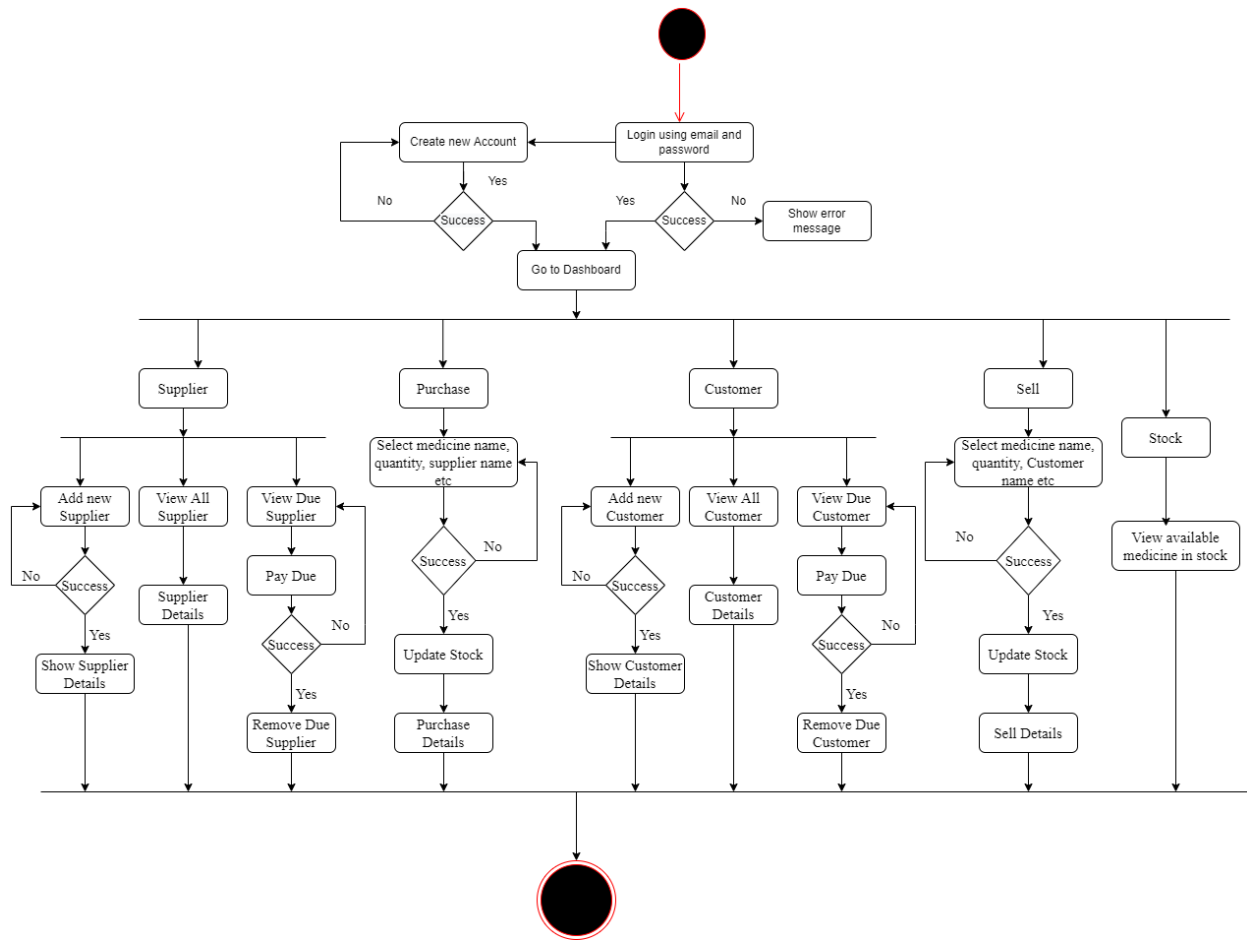 Create new Account
Login using email and
password
Yes
No
Yes
No
Success
Success
Show error
message
Go to Dashboard
Supplier
Purchase
Customer
Sell
Stock
Select medicine name,
quantity, supplier name
etc
Select medicine name,
quantity, Customer
name etc
Add new
Supplier
View All
Supplier
View Due
Supplier
Add new
Customer
View All
Customer
View Due
Customer
View available
medicine in stock
No
No
Success
Success
No
Success
Pay Due
Supplier
Details
No
Success
Pay Due
Customer
Details
Yes
No
Success
Yes
Update Stock
Yes
No
Success
Yes
Update Stock
Show Supplier
Details
Show Customer
Details
Yes
Yes
Remove Due
Supplier
Purchase
Details
Remove Due
Customer
Sell Details